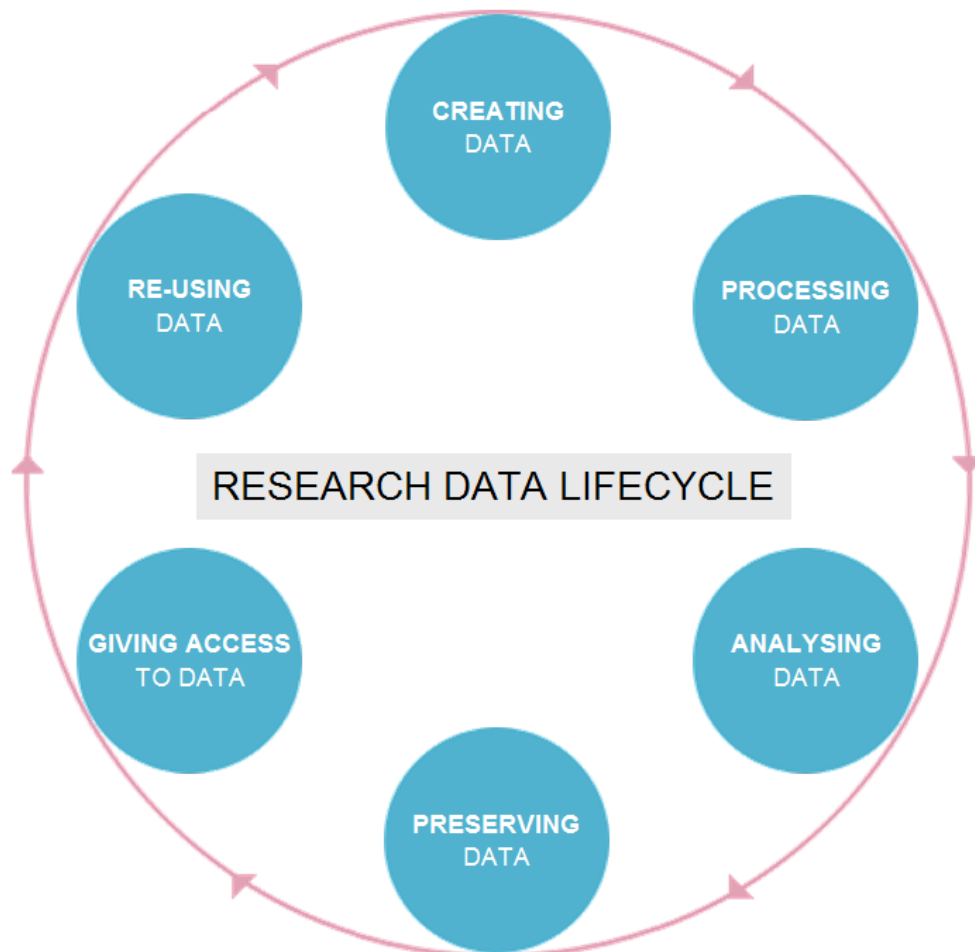 CREATING
DATA
PROCESSING
DATA
ANALYSING
DATA
PRESERVING
DATA
GIVING ACCESS
TO DATA
RE-USING
DATA
RESEARCH DATA LIFECYCLE